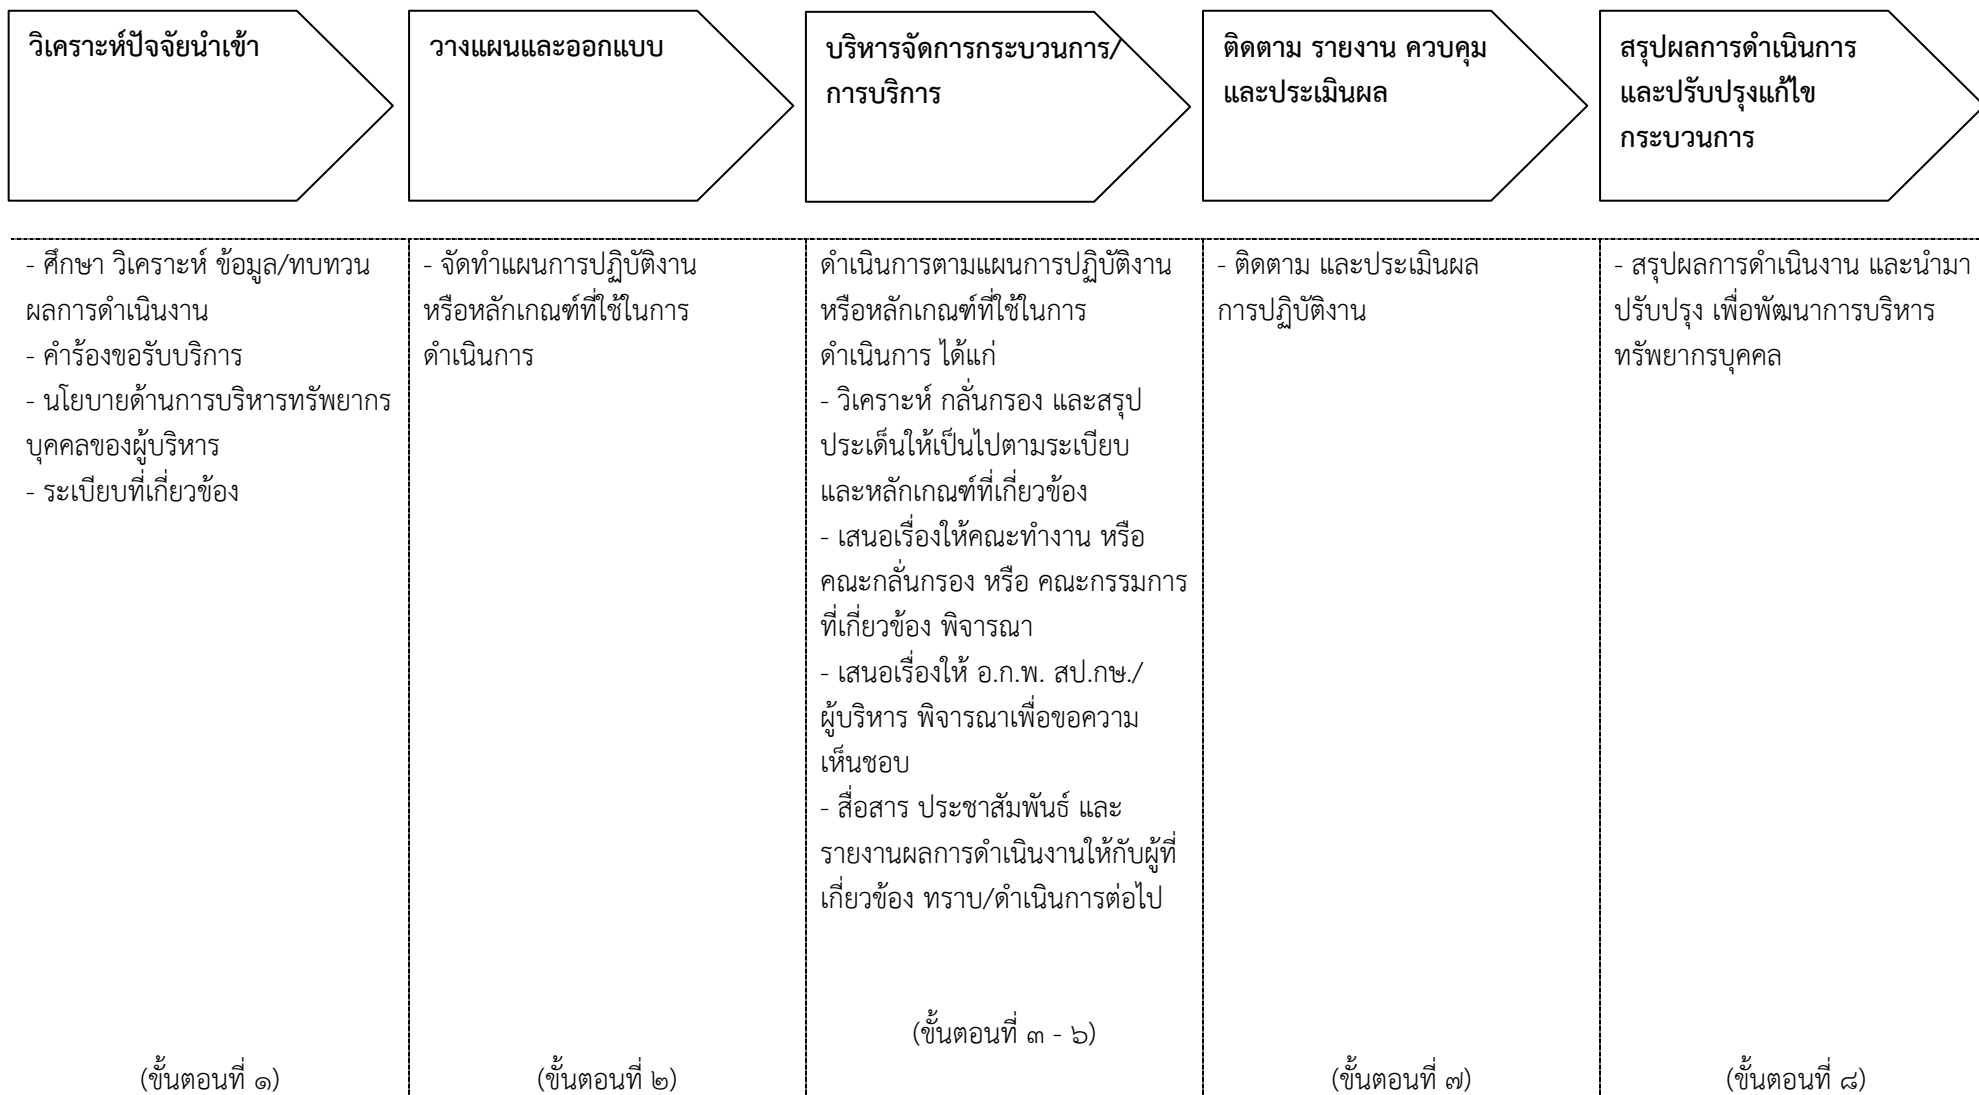 วิเคราะห์ปัจจัยนำเข้า
วางแผนและออกแบบ
บริหารจัดการกระบวนการ/
การบริการ
ติดตาม รายงาน ควบคุม
และประเมินผล
สรุปผลการดำเนินการ
และปรับปรุงแก้ไข
กระบวนการ
- ศึกษา วิเคราะห์ ข้อมูล/ทบทวน
ผลการดำเนินงาน
- คำร้องขอรับบริการ
- นโยบายด้านการบริหารทรัพยากร
บุคคลของผู้บริหาร
- ระเบียบที่เกี่ยวข้อง
(ขั้นตอนที่ ๑)
- จัดทำแผนการปฏิบัติงาน
หรือหลักเกณฑ์ที่ใช้ในการ
ดำเนินการ
(ขั้นตอนที่ ๒)
ดำเนินการตามแผนการปฏิบัติงาน
หรือหลักเกณฑ์ที่ใช้ในการ
ดำเนินการ ได้แก่
- วิเคราะห์ กลั่นกรอง และสรุป
ประเด็นให้เป็นไปตามระเบียบ
และหลักเกณฑ์ที่เกี่ยวข้อง
- เสนอเรื่องให้คณะทำงาน หรือ
คณะกลั่นกรอง หรือ คณะกรรมการ
ที่เกี่ยวข้อง พิจารณา
- เสนอเรื่องให้ อ.ก.พ. สป.กษ./
ผู้บริหาร พิจารณาเพื่อขอความ
เห็นชอบ
- สื่อสาร ประชาสัมพันธ์ และ
รายงานผลการดำเนินงานให้กับผู้ที่
เกี่ยวข้อง ทราบ/ดำเนินการต่อไป
(ขั้นตอนที่ ๓ - ๖)
- ติดตาม และประเมินผล
การปฏิบัติงาน
(ขั้นตอนที่ ๗)
- สรุปผลการดำเนินงาน และนำมา
ปรับปรุง เพื่อพัฒนาการบริหาร
ทรัพยากรบุคคล
(ขั้นตอนที่ ๘)